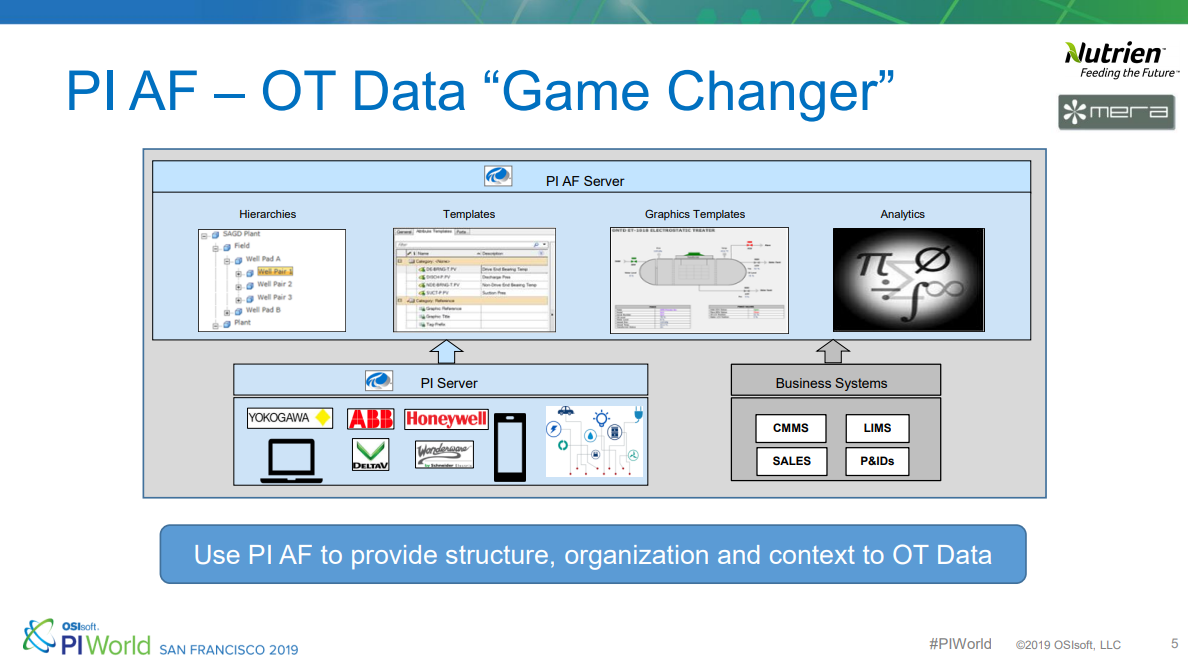 Nutrien™
Feeding the Future™
mera
PI AF – OT Data “Game Changer”
PI AF Server
Hierarchies
Templates
Graphics Templates
Analytics
SAGD Plant
Field
Well Pad A
Well Pair 1
Well Pair 2
Well Pair 3
Well Pad B
Plant
General Attribute Templates Ports
Filter
Name Description
Category: <None>
DE-BRNG-T.PV Drive End Bearing Temp
DISCH-P.PV Discharge Pres
NDE-BRNG-T.PV Non-Drive End Bearing Temp
SUCT-P.PV Suction Pres
Category: Reference
Graphic Reference
Graphic Title
Tag Prefix
ELECTROSTATIC TREATER
π Σ Ø
÷ ∫ ∞
PI Server
Business Systems
YOKOGAWA
ABB
Honeywell
DELTAV
Wonderware
by Schneider Electric
CMMS
LIMS
SALES
P&IDs
Use PI AF to provide structure, organization and context to OT Data
OSIsoft.
PI World SAN FRANCISCO 2019
#PIWorld ©2019 OSIsoft, LLC 5